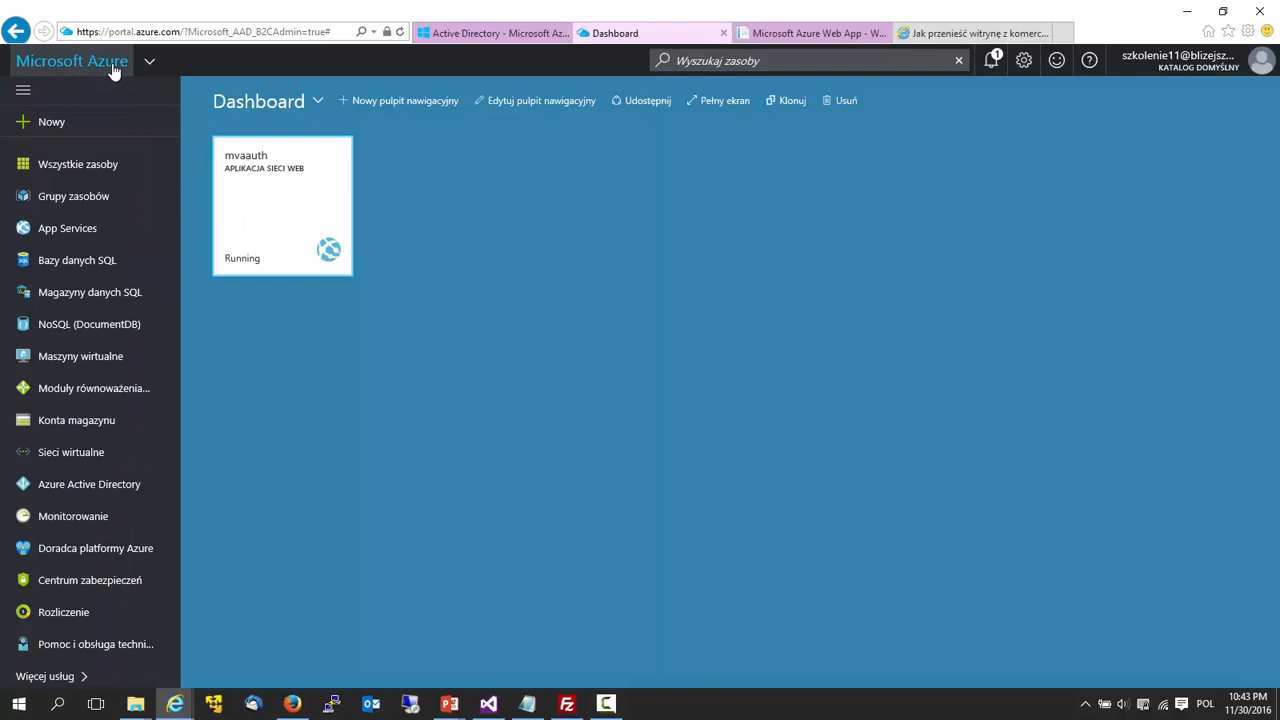 https://portal.azure.com/?Microsoft_AAD_B2CAdmin=true#
Active Directory - Microsoft Az...
Dashboard
Microsoft Azure Web App - W...
Jak przenieść witrynę z komerc...
Microsoft Azure
Wyszukaj zasoby
1
szkolenie11@blizejsz...
KATALOG DOMYŚLNY
Dashboard
Nowy pulpit nawigacyjny
Edytuj pulpit nawigacyjny
Udostępnij
Pełny ekran
Klonuj
Usuń
Nowy
Wszystkie zasoby
Grupy zasobów
App Services
Bazy danych SQL
Magazyny danych SQL
NoSQL (DocumentDB)
Maszyny wirtualne
Moduły równoważenia...
Konta magazynu
Sieci wirtualne
Azure Active Directory
Monitorowanie
Doradca platformy Azure
Centrum zabezpieczeń
Rozliczenie
Pomoc i obsługa techni...
Więcej usług
mvaauth
APLIKACJA SIECI WEB
Running
POL
10:43 PM
11/30/2016